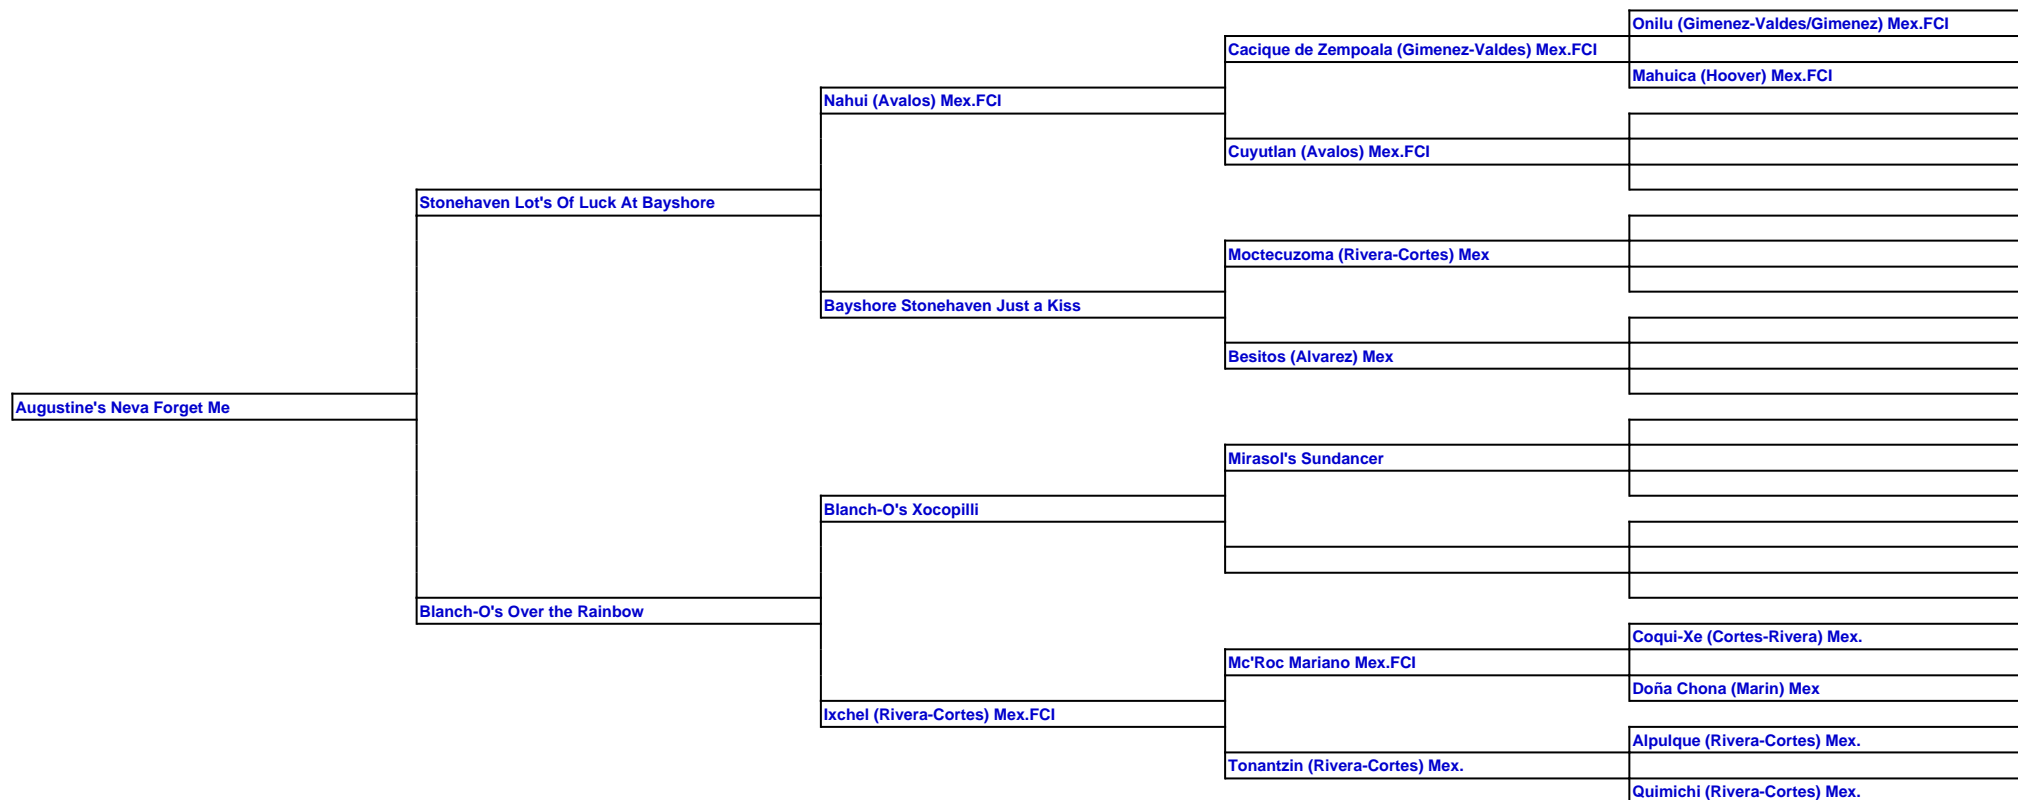 Onilu (Gimenez-Valdes/Gimenez) Mex.FCI
Cacique de Zempoala (Gimenez-Valdes) Mex.FCI
Mahuica (Hoover) Mex.FCI
Nahui (Avalos) Mex.FCI
Cuyutlan (Avalos) Mex.FCI
Stonehaven Lot's Of Luck At Bayshore
Moctecuzoma (Rivera-Cortes) Mex
Bayshore Stonehaven Just a Kiss
Besitos (Alvarez) Mex
Augustine's Neva Forget Me
Mirasol's Sundancer
Blanch-O's Xocopilli
Blanch-O's Over the Rainbow
Coqui-Xe (Cortes-Rivera) Mex.
Mc'Roc Mariano Mex.FCI
Doña Chona (Marin) Mex
Ixchel (Rivera-Cortes) Mex.FCI
Alpulque (Rivera-Cortes) Mex.
Tonantzin (Rivera-Cortes) Mex.
Quimichi (Rivera-Cortes) Mex.